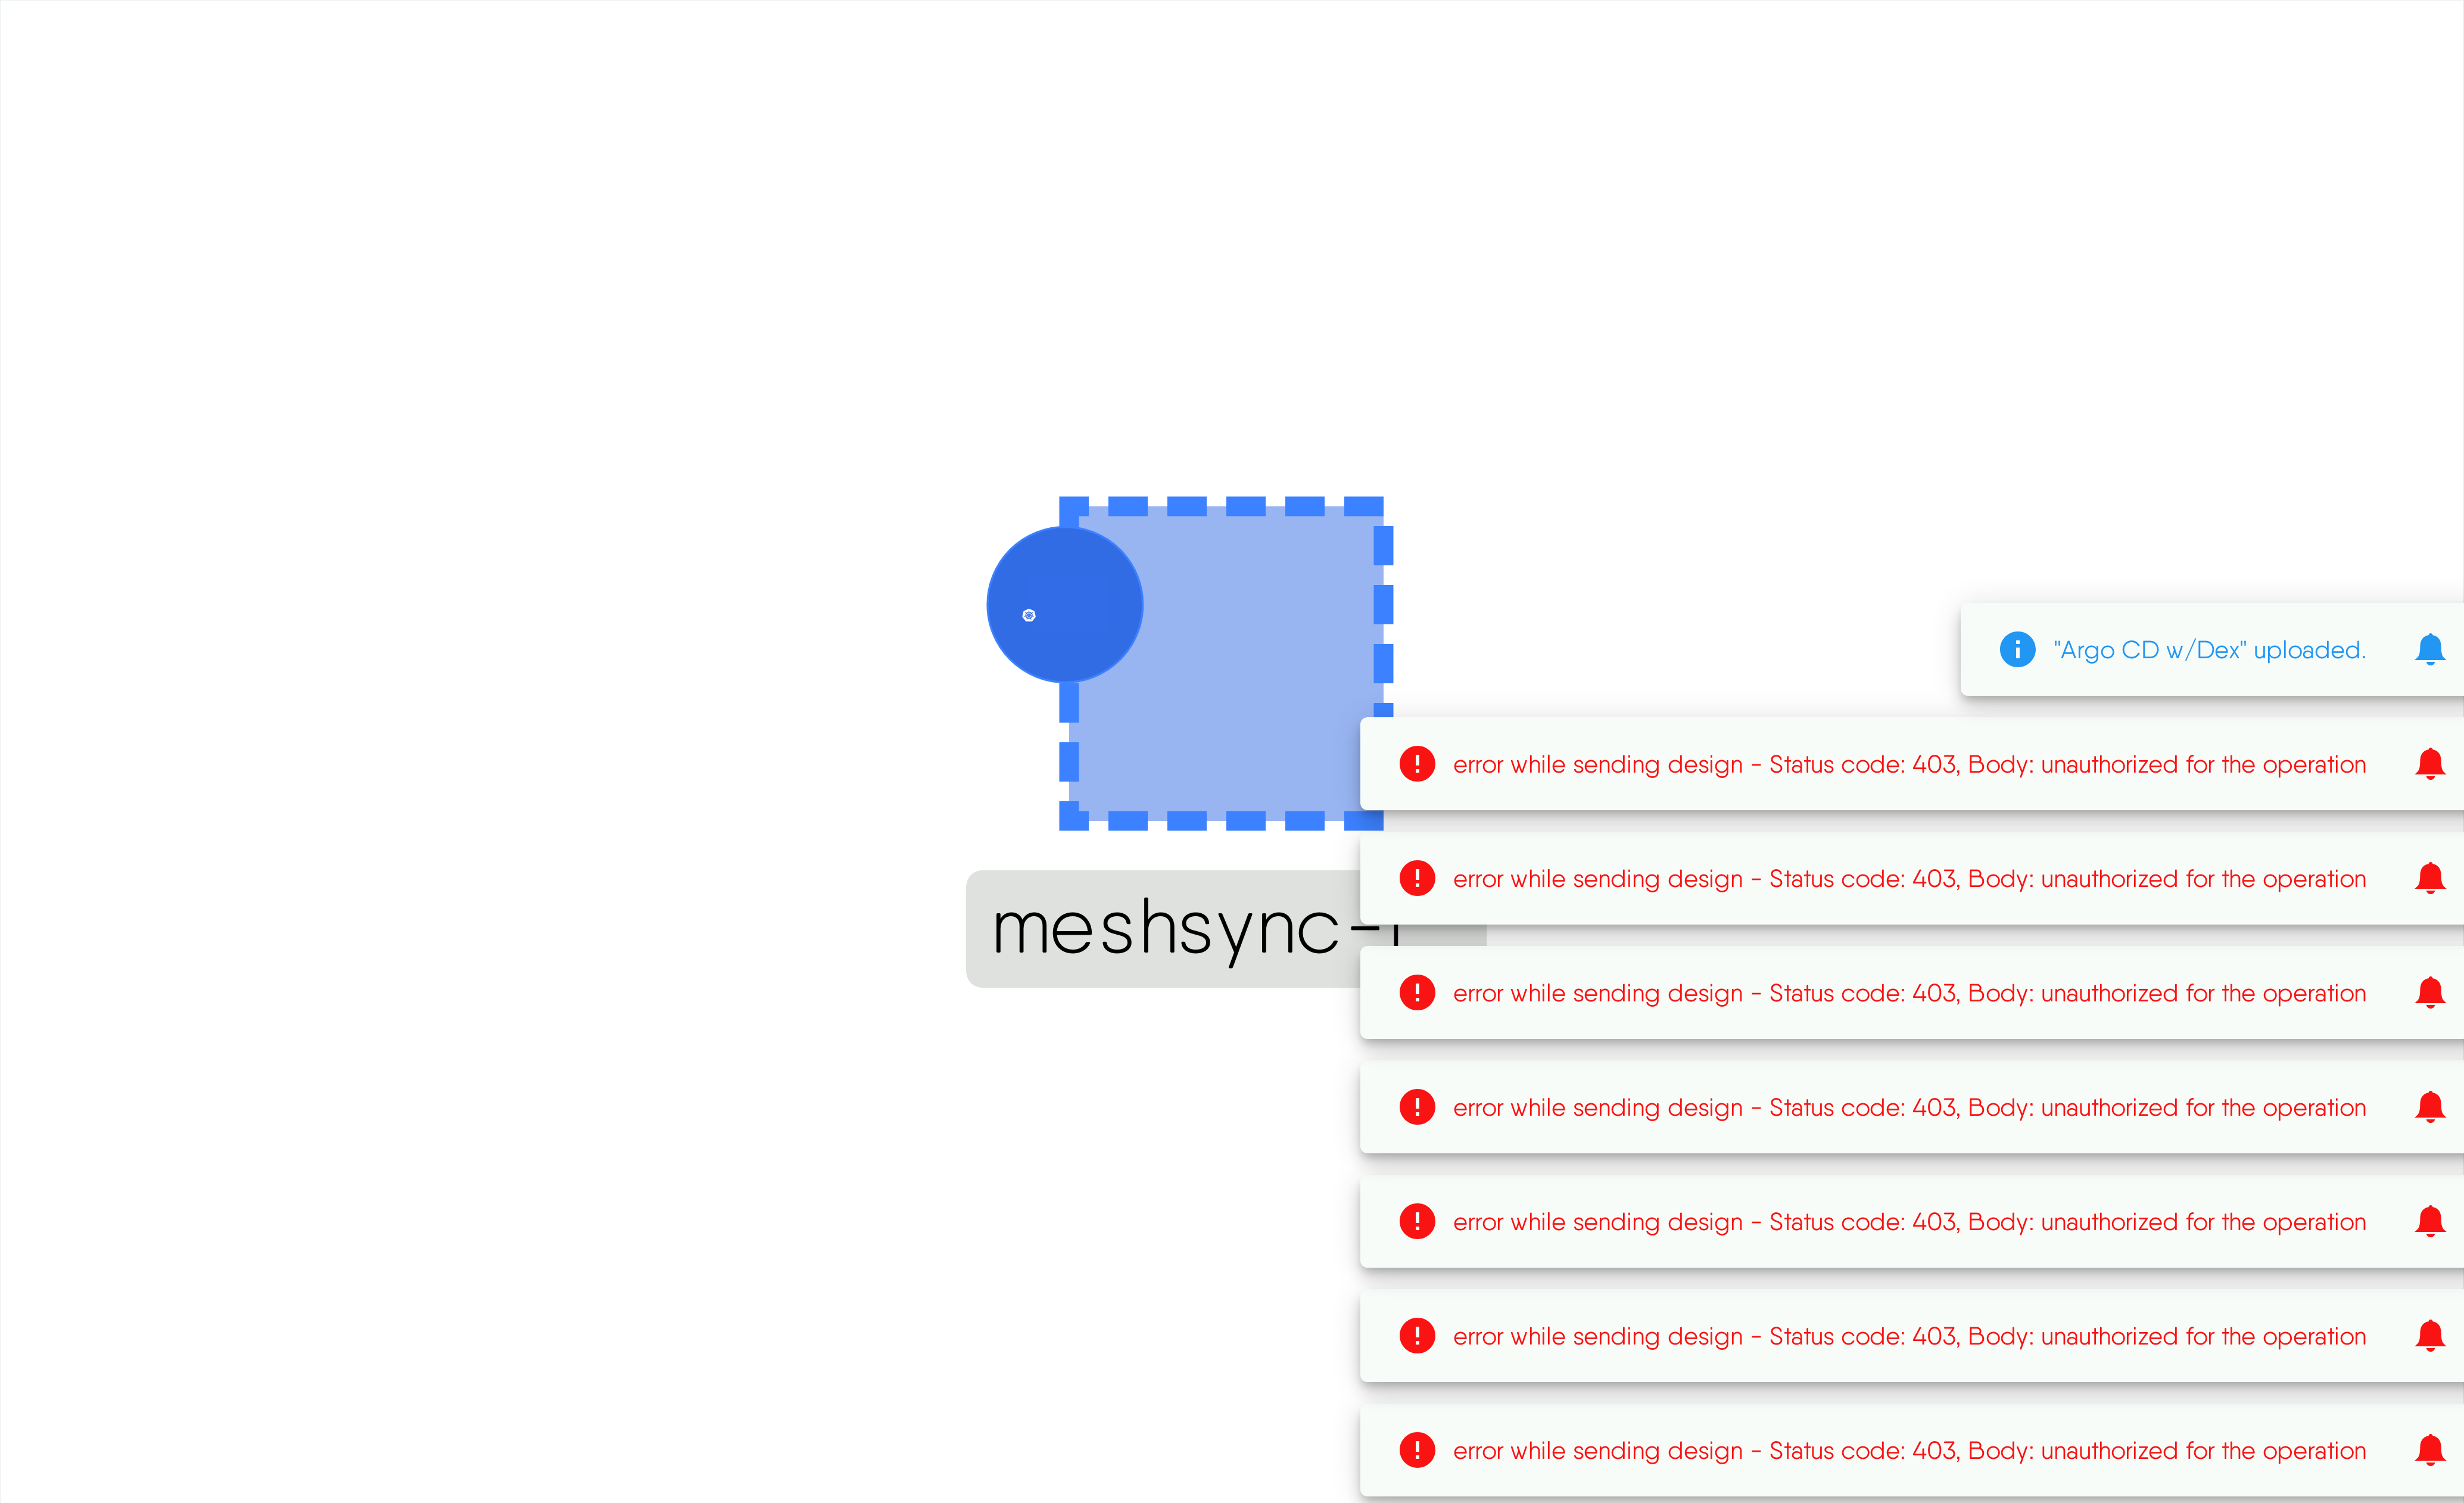 "Argo CD w/Dex" uploaded.
error while sending design - Status code: 403, Body: unauthorized for the operation
error while sending design - Status code: 403, Body: unauthorized for the operation
meshsync-
error while sending design - Status code: 403, Body: unauthorized for the operation
error while sending design - Status code: 403, Body: unauthorized for the operation
error while sending design - Status code: 403, Body: unauthorized for the operation
error while sending design - Status code: 403, Body: unauthorized for the operation
error while sending design - Status code: 403, Body: unauthorized for the operation